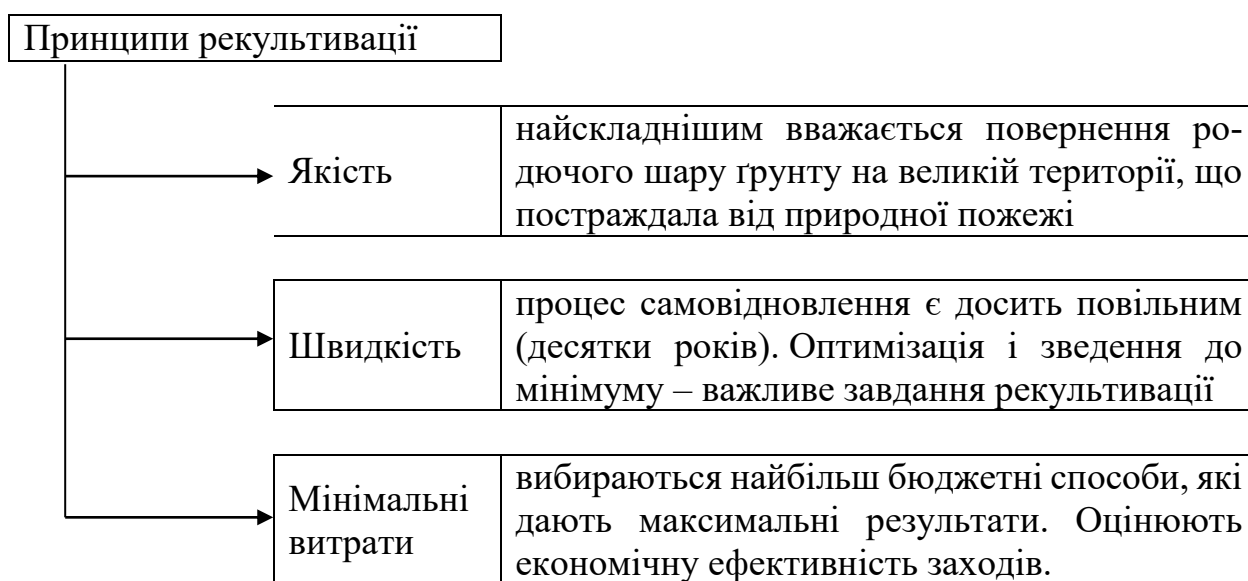 Принципи рекультивації
Якість
найскладнішим вважається повернення ро-
дючого шару ґрунту на великій території, що
постраждала від природної пожежі
Швидкість
процес самовідновлення є досить повільним
(десятки років). Оптимізація і зведення до
мінімуму – важливе завдання рекультивації
Мінімальні
витрати
вибираються найбільш бюджетні способи, які
дають максимальні результати. Оцінюють
економічну ефективність заходів.